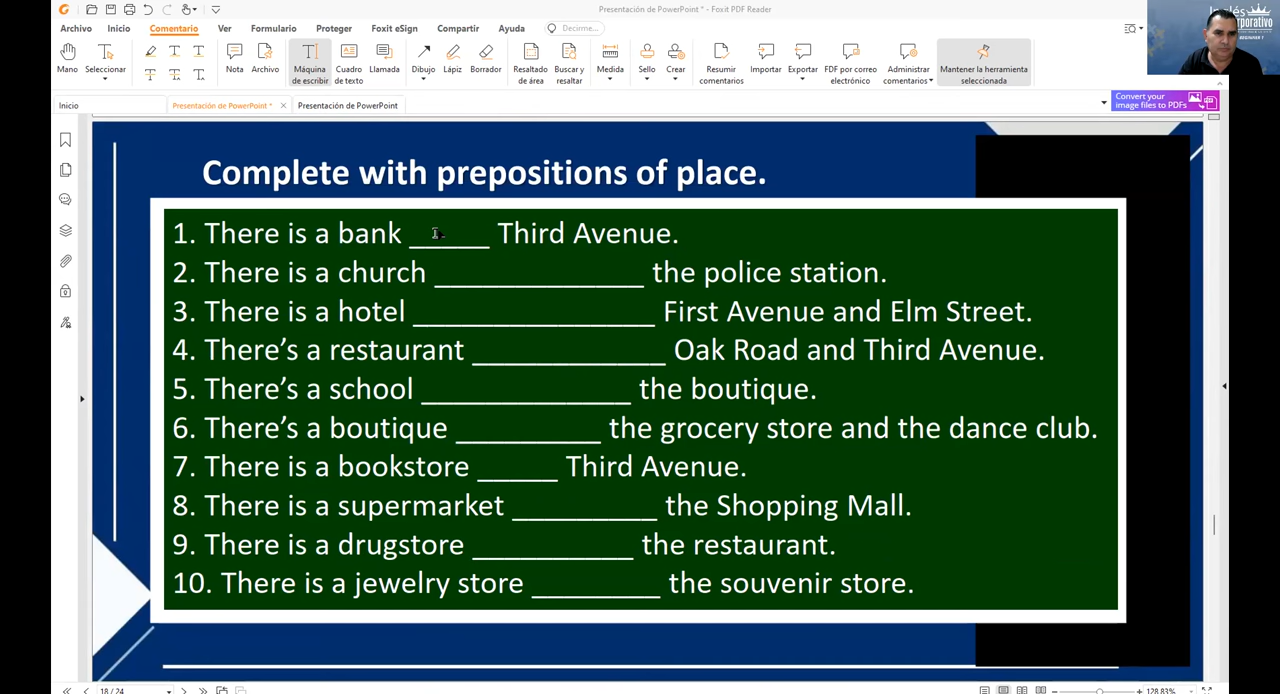 Presentación de PowerPoint * - Foxit PDF Reader
Archivo Inicio Comentario Ver Formulario Proteger Foxit eSign Compartir Ayuda Decirme...
Mano Seleccionar Nota Archivo Máquina de escribir Cuadro de texto Llamada Dibujo Lápiz Borrador Resaltado de área Buscar y resaltar Medida Sello Crear Resumir comentarios Importar Exportar FDF por correo electrónico Administrar comentarios Mantener la herramienta seleccionada
Inicio Presentación de PowerPoint * Presentación de PowerPoint
Convert your
image files to PDFs
Complete with prepositions of place.
1. There is a bank ______ Third Avenue.
2. There is a church ______________ the police station.
3. There is a hotel ________________ First Avenue and Elm Street.
4. There’s a restaurant _____________ Oak Road and Third Avenue.
5. There’s a school ______________ the boutique.
6. There’s a boutique __________ the grocery store and the dance club.
7. There is a bookstore ______ Third Avenue.
8. There is a supermarket __________ the Shopping Mall.
9. There is a drugstore ___________ the restaurant.
10. There is a jewelry store _________ the souvenir store.
18 / 24 128.83%